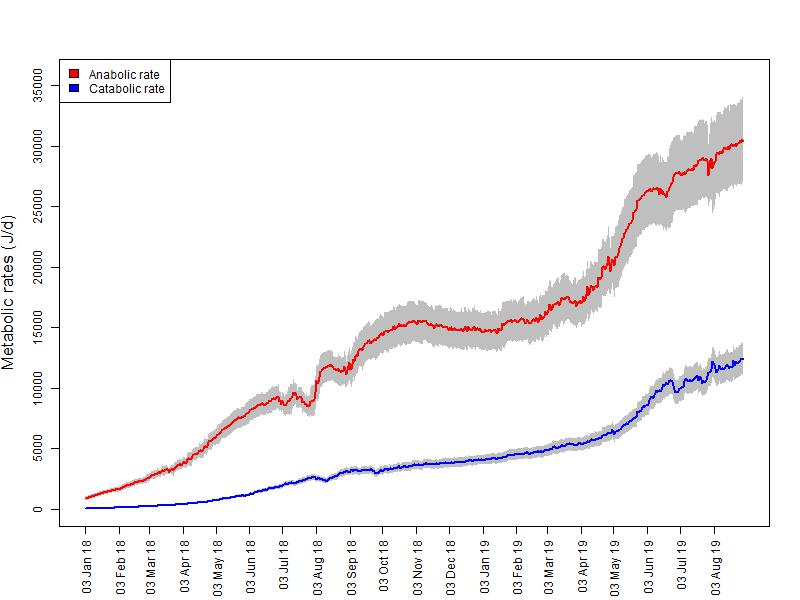 Anabolic rate
Catabolic rate
Metabolic rates (J/d)
35000
30000
25000
20000
15000
10000
5000
0
03 Jan 18
03 Feb 18
03 Mar 18
03 Apr 18
03 May 18
03 Jun 18
03 Jul 18
03 Aug 18
03 Sep 18
03 Oct 18
03 Nov 18
03 Dec 18
03 Jan 19
03 Feb 19
03 Mar 19
03 Apr 19
03 May 19
03 Jun 19
03 Jul 19
03 Aug 19